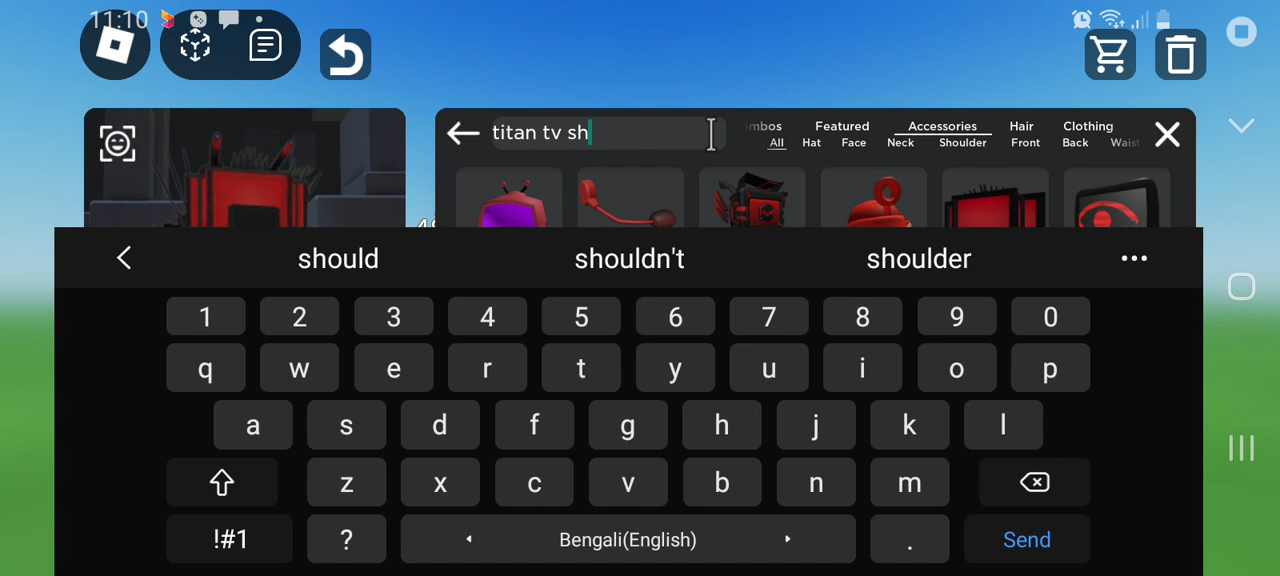 11:10
titan tv sh
mbos Featured Accessories Hair Clothing
All Hat Face Neck Shoulder Front Back Waist
should shouldn't shoulder
1 2 3 4 5 6 7 8 9 0
q w e r t y u i o p
a s d f g h j k l
z x c v b n m
!#1 ? Bengali(English) . Send